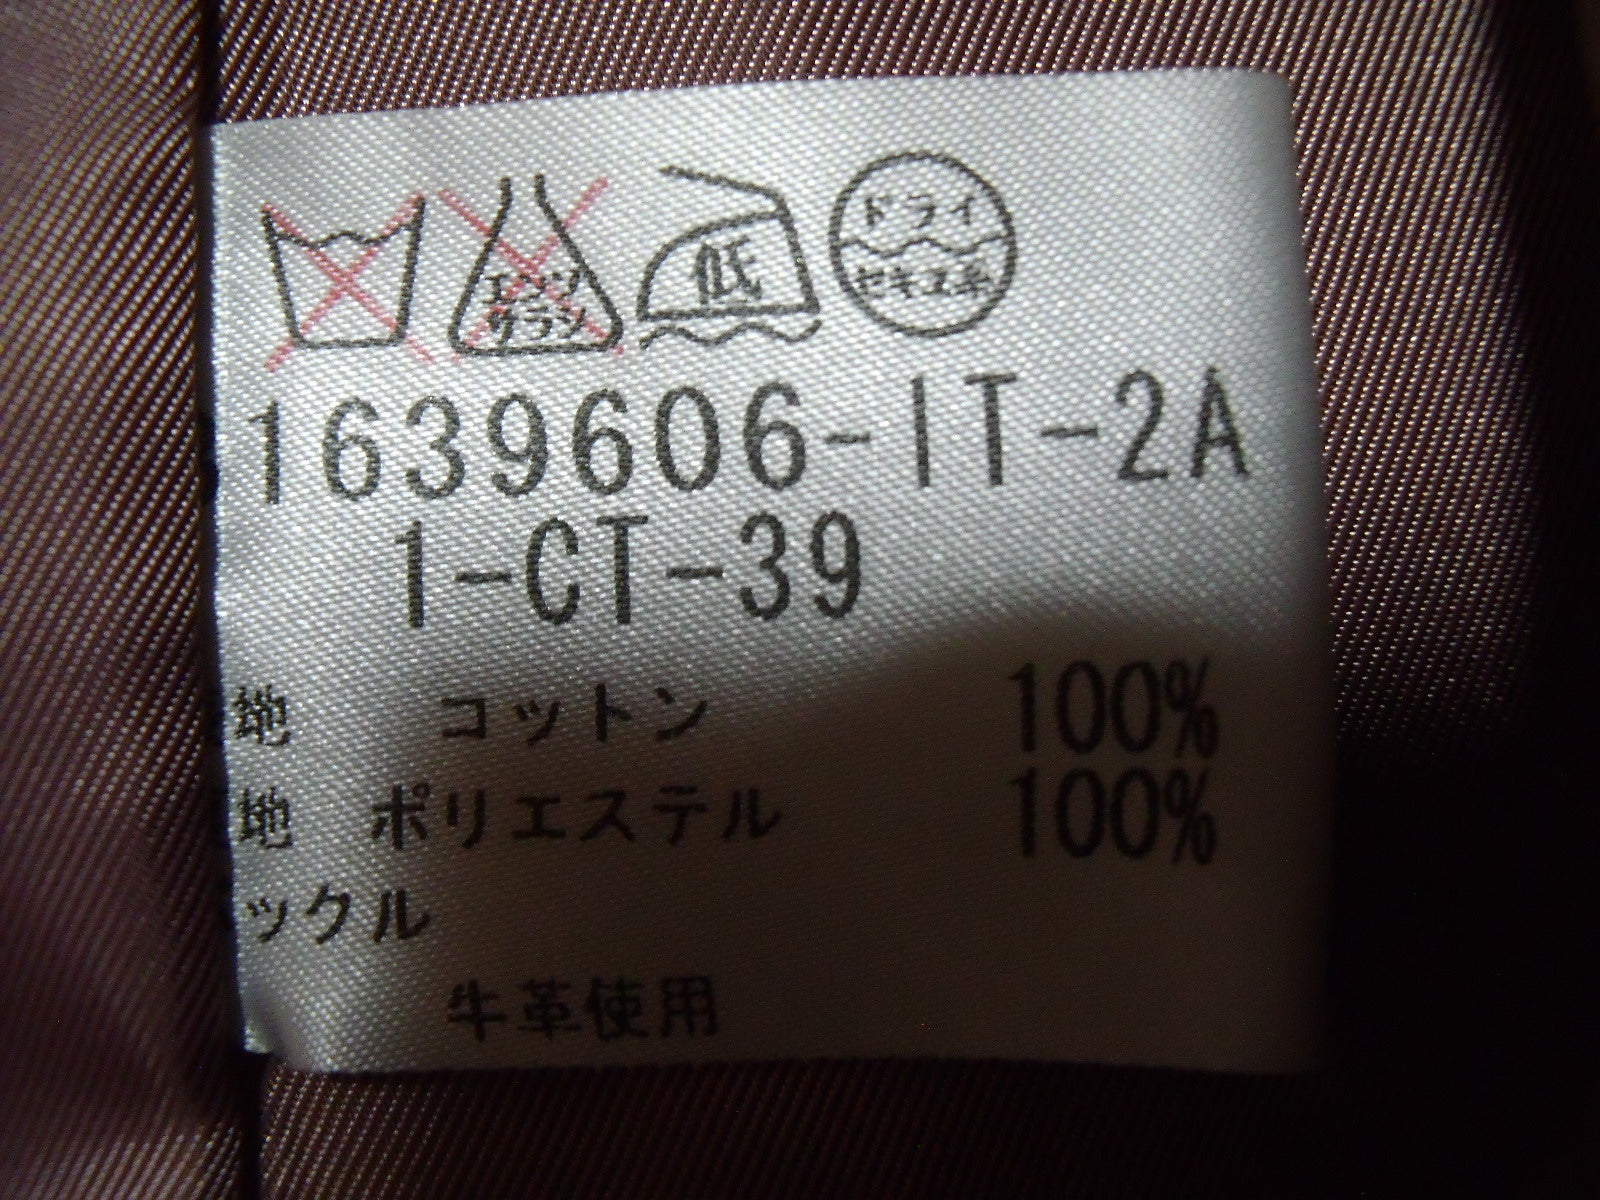 エンソ
サラシ
低
ドライ
セキユ系
1639606-IT-2A
1-CT-39
地 コットン 100%
地 ポリエステル 100%
ックル
牛革使用